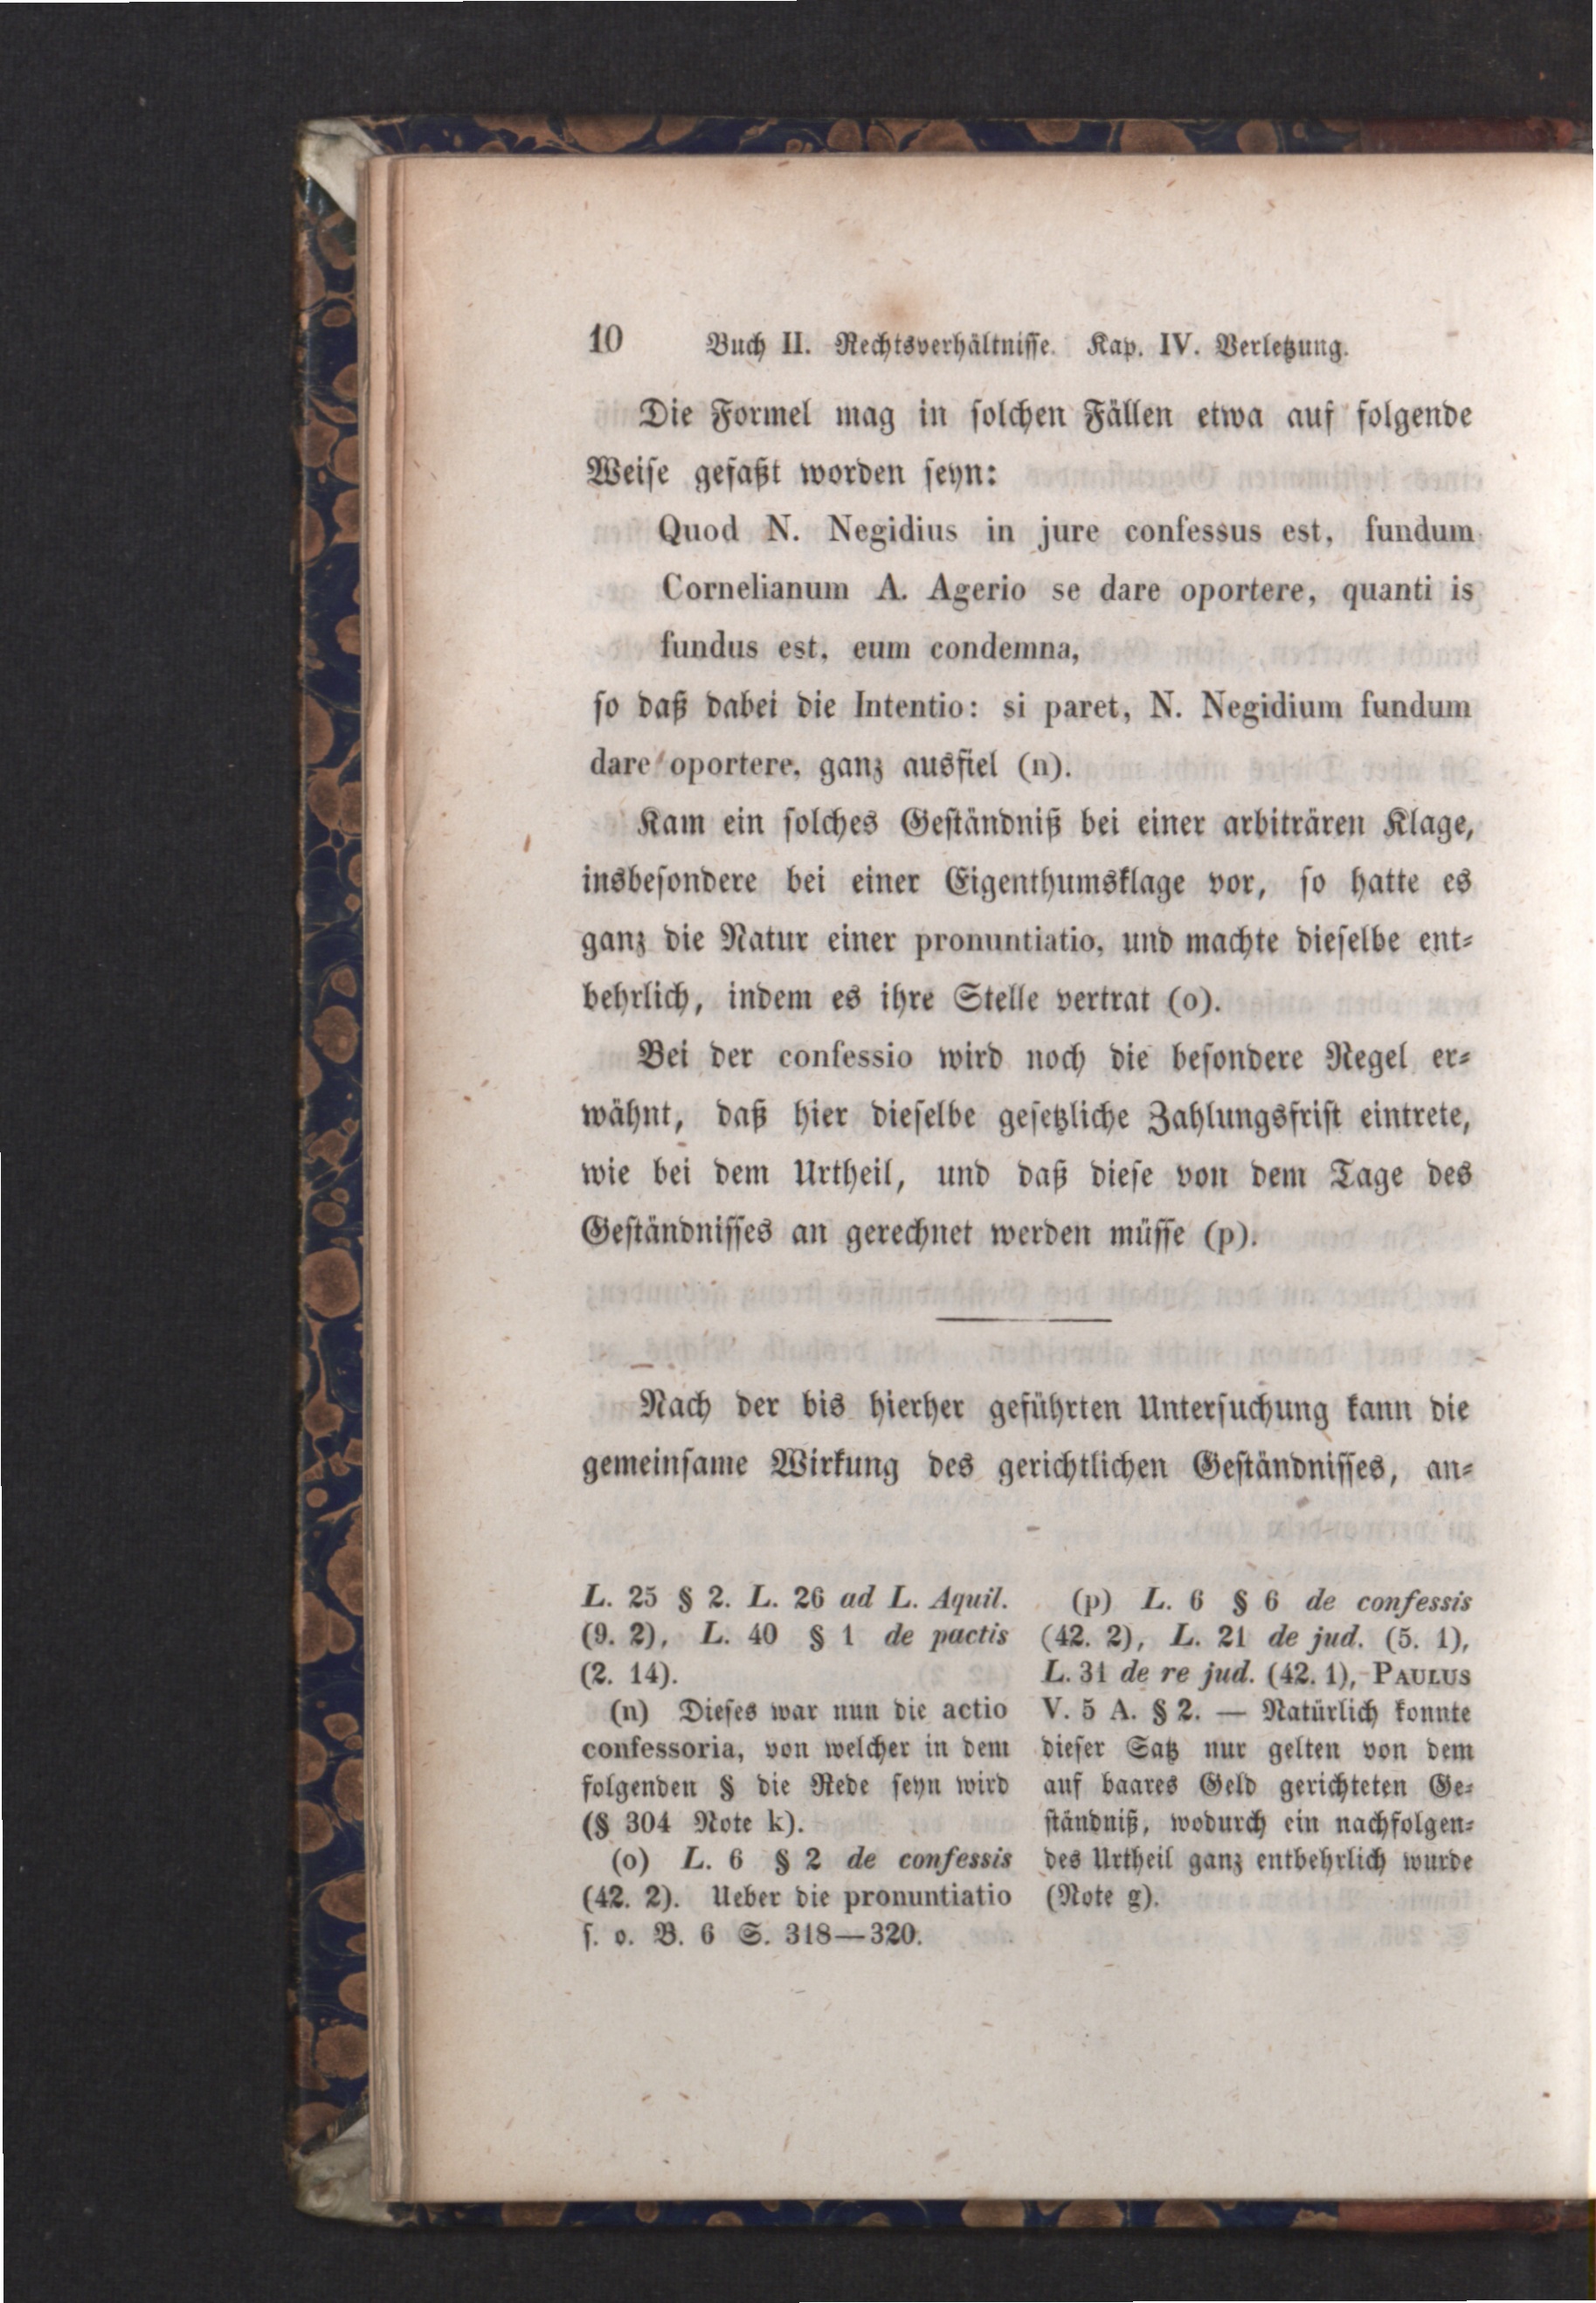 10 Buch II. Rechtsverhältnisse. Kap. IV. Verletzung.
Die Formel mag in solchen Fällen etwa auf folgende
Weise gefaßt worden seyn:
Quod N. Negidius in jure confessus est, fundum
Cornelianum A. Agerio se dare oportere, quanti is
fundus est, eum condemna,
so daß dabei die Intentio: si paret, N. Negidium fundum
dare oportere, ganz ausfiel (n).
Kam ein solches Geständniß bei einer arbiträren Klage,
insbesondere bei einer Eigenthumsklage vor, so hatte es
ganz die Natur einer pronuntiatio, und machte dieselbe ent⸗
behrlich, indem es ihre Stelle vertrat (o).
Bei der confessio wird noch die besondere Regel er⸗
wähnt, daß hier dieselbe gesetzliche Zahlungsfrist eintrete,
wie bei dem Urtheil, und daß diese von dem Tage des
Geständnisses an gerechnet werden müsse (p).
Nach der bis hierher geführten Untersuchung kann die
gemeinsame Wirkung des gerichtlichen Geständnisses, an⸗
L. 25 § 2. L. 26 ad L. Aquil.
(9. 2), L. 40 § 1 de pactis
(2. 14).
(n) Dieses war nun die actio
confessoria, von welcher in dem
folgenden § die Rede seyn wird
(§ 304 Note k).
(o) L. 6 § 2 de confessis
(42. 2). Ueber die pronuntiatio
s. o. B. 6 S. 318—320.
(p) L. 6 § 6 de confessis
(42. 2), L. 21 de jud. (5. 1),
L. 31 de re jud. (42. 1), PAULUS
V. 5 A. § 2. — Natürlich konnte
dieser Satz nur gelten von dem
auf baares Geld gerichteten Ge⸗
ständniß, wodurch ein nachfolgen⸗
des Urtheil ganz entbehrlich wurde
(Note g).